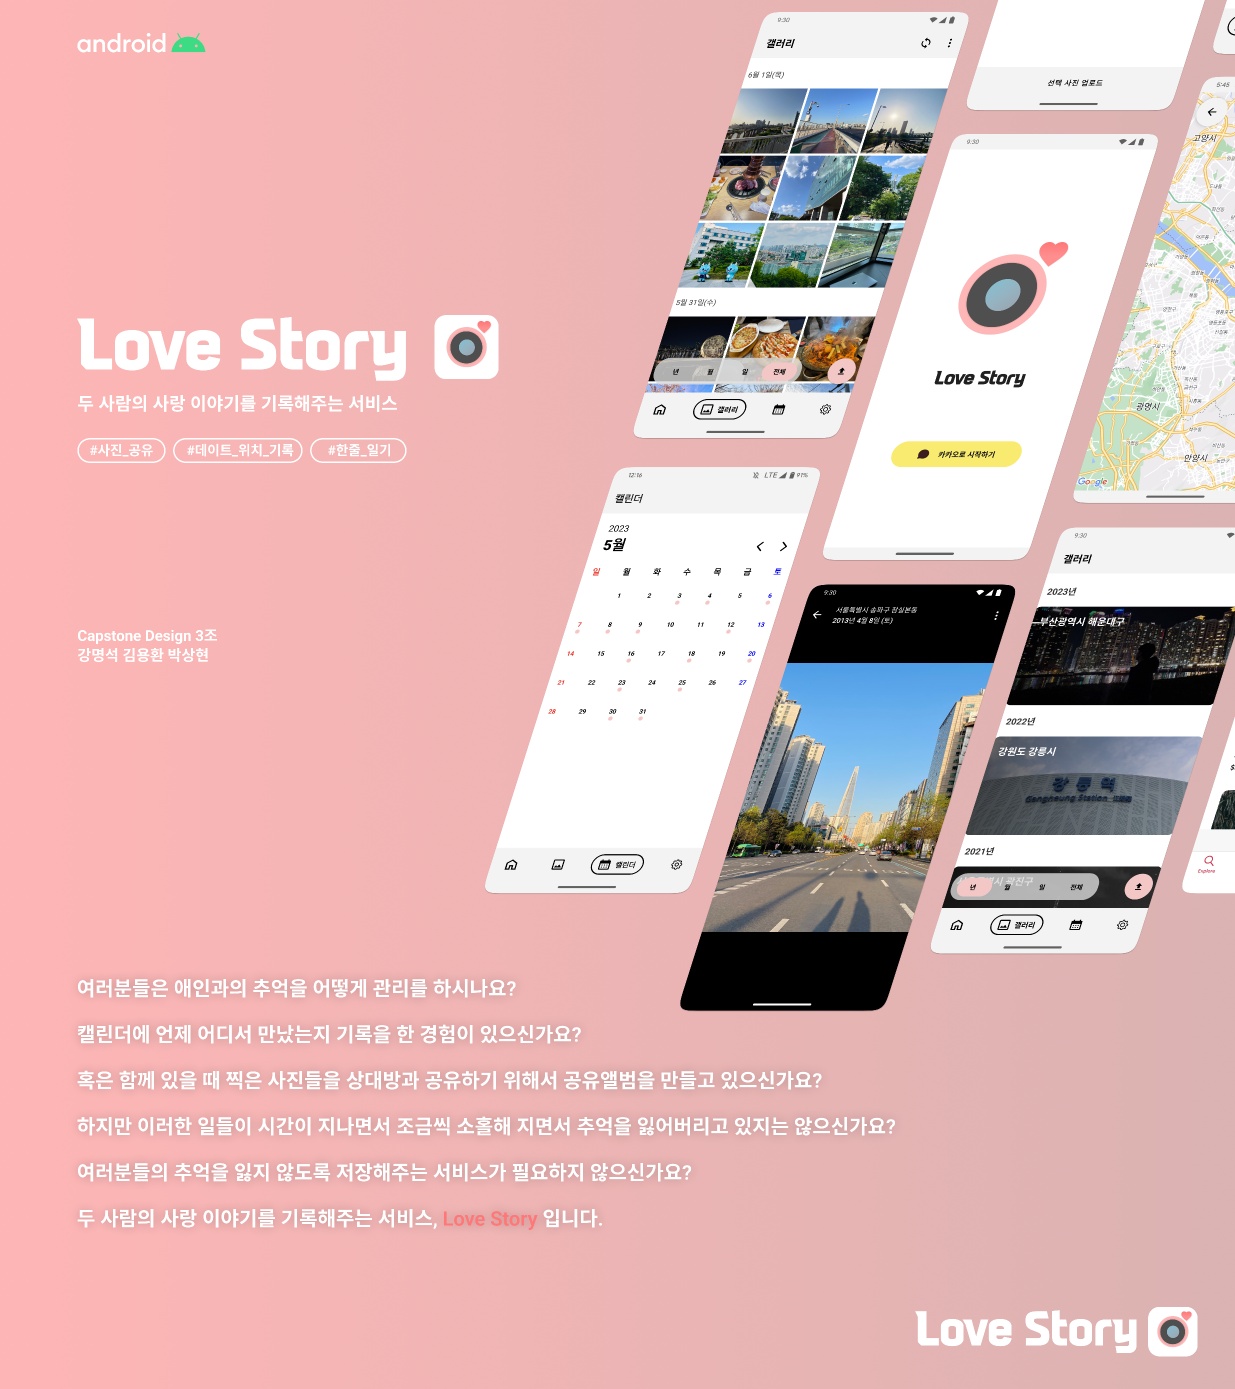 android
Love Story
두 사람의 사랑 이야기를 기록해주는 서비스
#사진_공유 #데이트_위치_기록 #한줄_일기
Capstone Design 3조
강명석 김용환 박상현
9:30
갤러리
6월 1일(목)
5월 31일(수)
년 월 일 전체
갤러리
선택 사진 업로드
9:30
Love Story
카카오로 시작하기
5:45
고양시
광명시
안양시
Google
12:16 LTE 91%
캘린더
2023
5월
일 월 화 수 목 금 토
1 2 3 4 5 6
7 8 9 10 11 12 13
14 15 16 17 18 19 20
21 22 23 24 25 26 27
28 29 30 31
캘린더
9:30
서울특별시 송파구 잠실본동
2013년 4월 8일 (토)
9:30
갤러리
2023년
부산광역시 해운대구
2022년
강원도 강릉시
강릉역
Gangneung Station
2021년
년 월 일 전체
갤러리
Explore
여러분들은 애인과의 추억을 어떻게 관리를 하시나요?
캘린더에 언제 어디서 만났는지 기록을 한 경험이 있으신가요?
혹은 함께 있을 때 찍은 사진들을 상대방과 공유하기 위해서 공유앨범을 만들고 있으신가요?
하지만 이러한 일들이 시간이 지나면서 조금씩 소홀해 지면서 추억을 잃어버리고 있지는 않으신가요?
여러분들의 추억을 잃지 않도록 저장해주는 서비스가 필요하지 않으신가요?
두 사람의 사랑 이야기를 기록해주는 서비스, Love Story 입니다.
Love Story